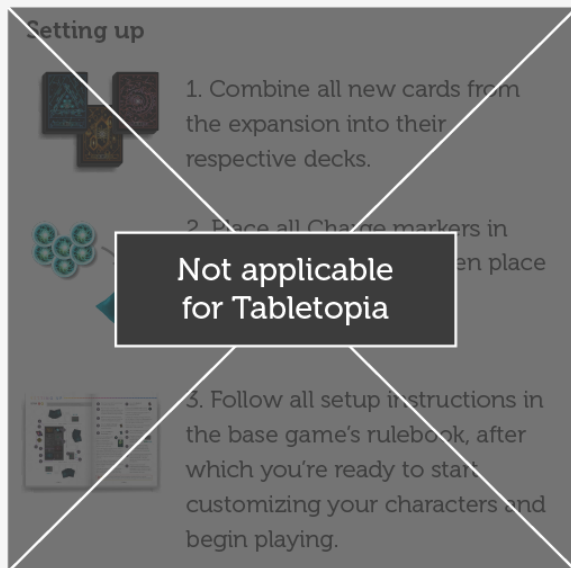 Setting up
1. Combine all new cards from
the expansion into their
respective decks.
2. Place all Charge markers in
en place
Not applicable
for Tabletopia
3. Follow all setup instructions in
the base game's rulebook, after
which you're ready to start
customizing your characters and
begin playing.